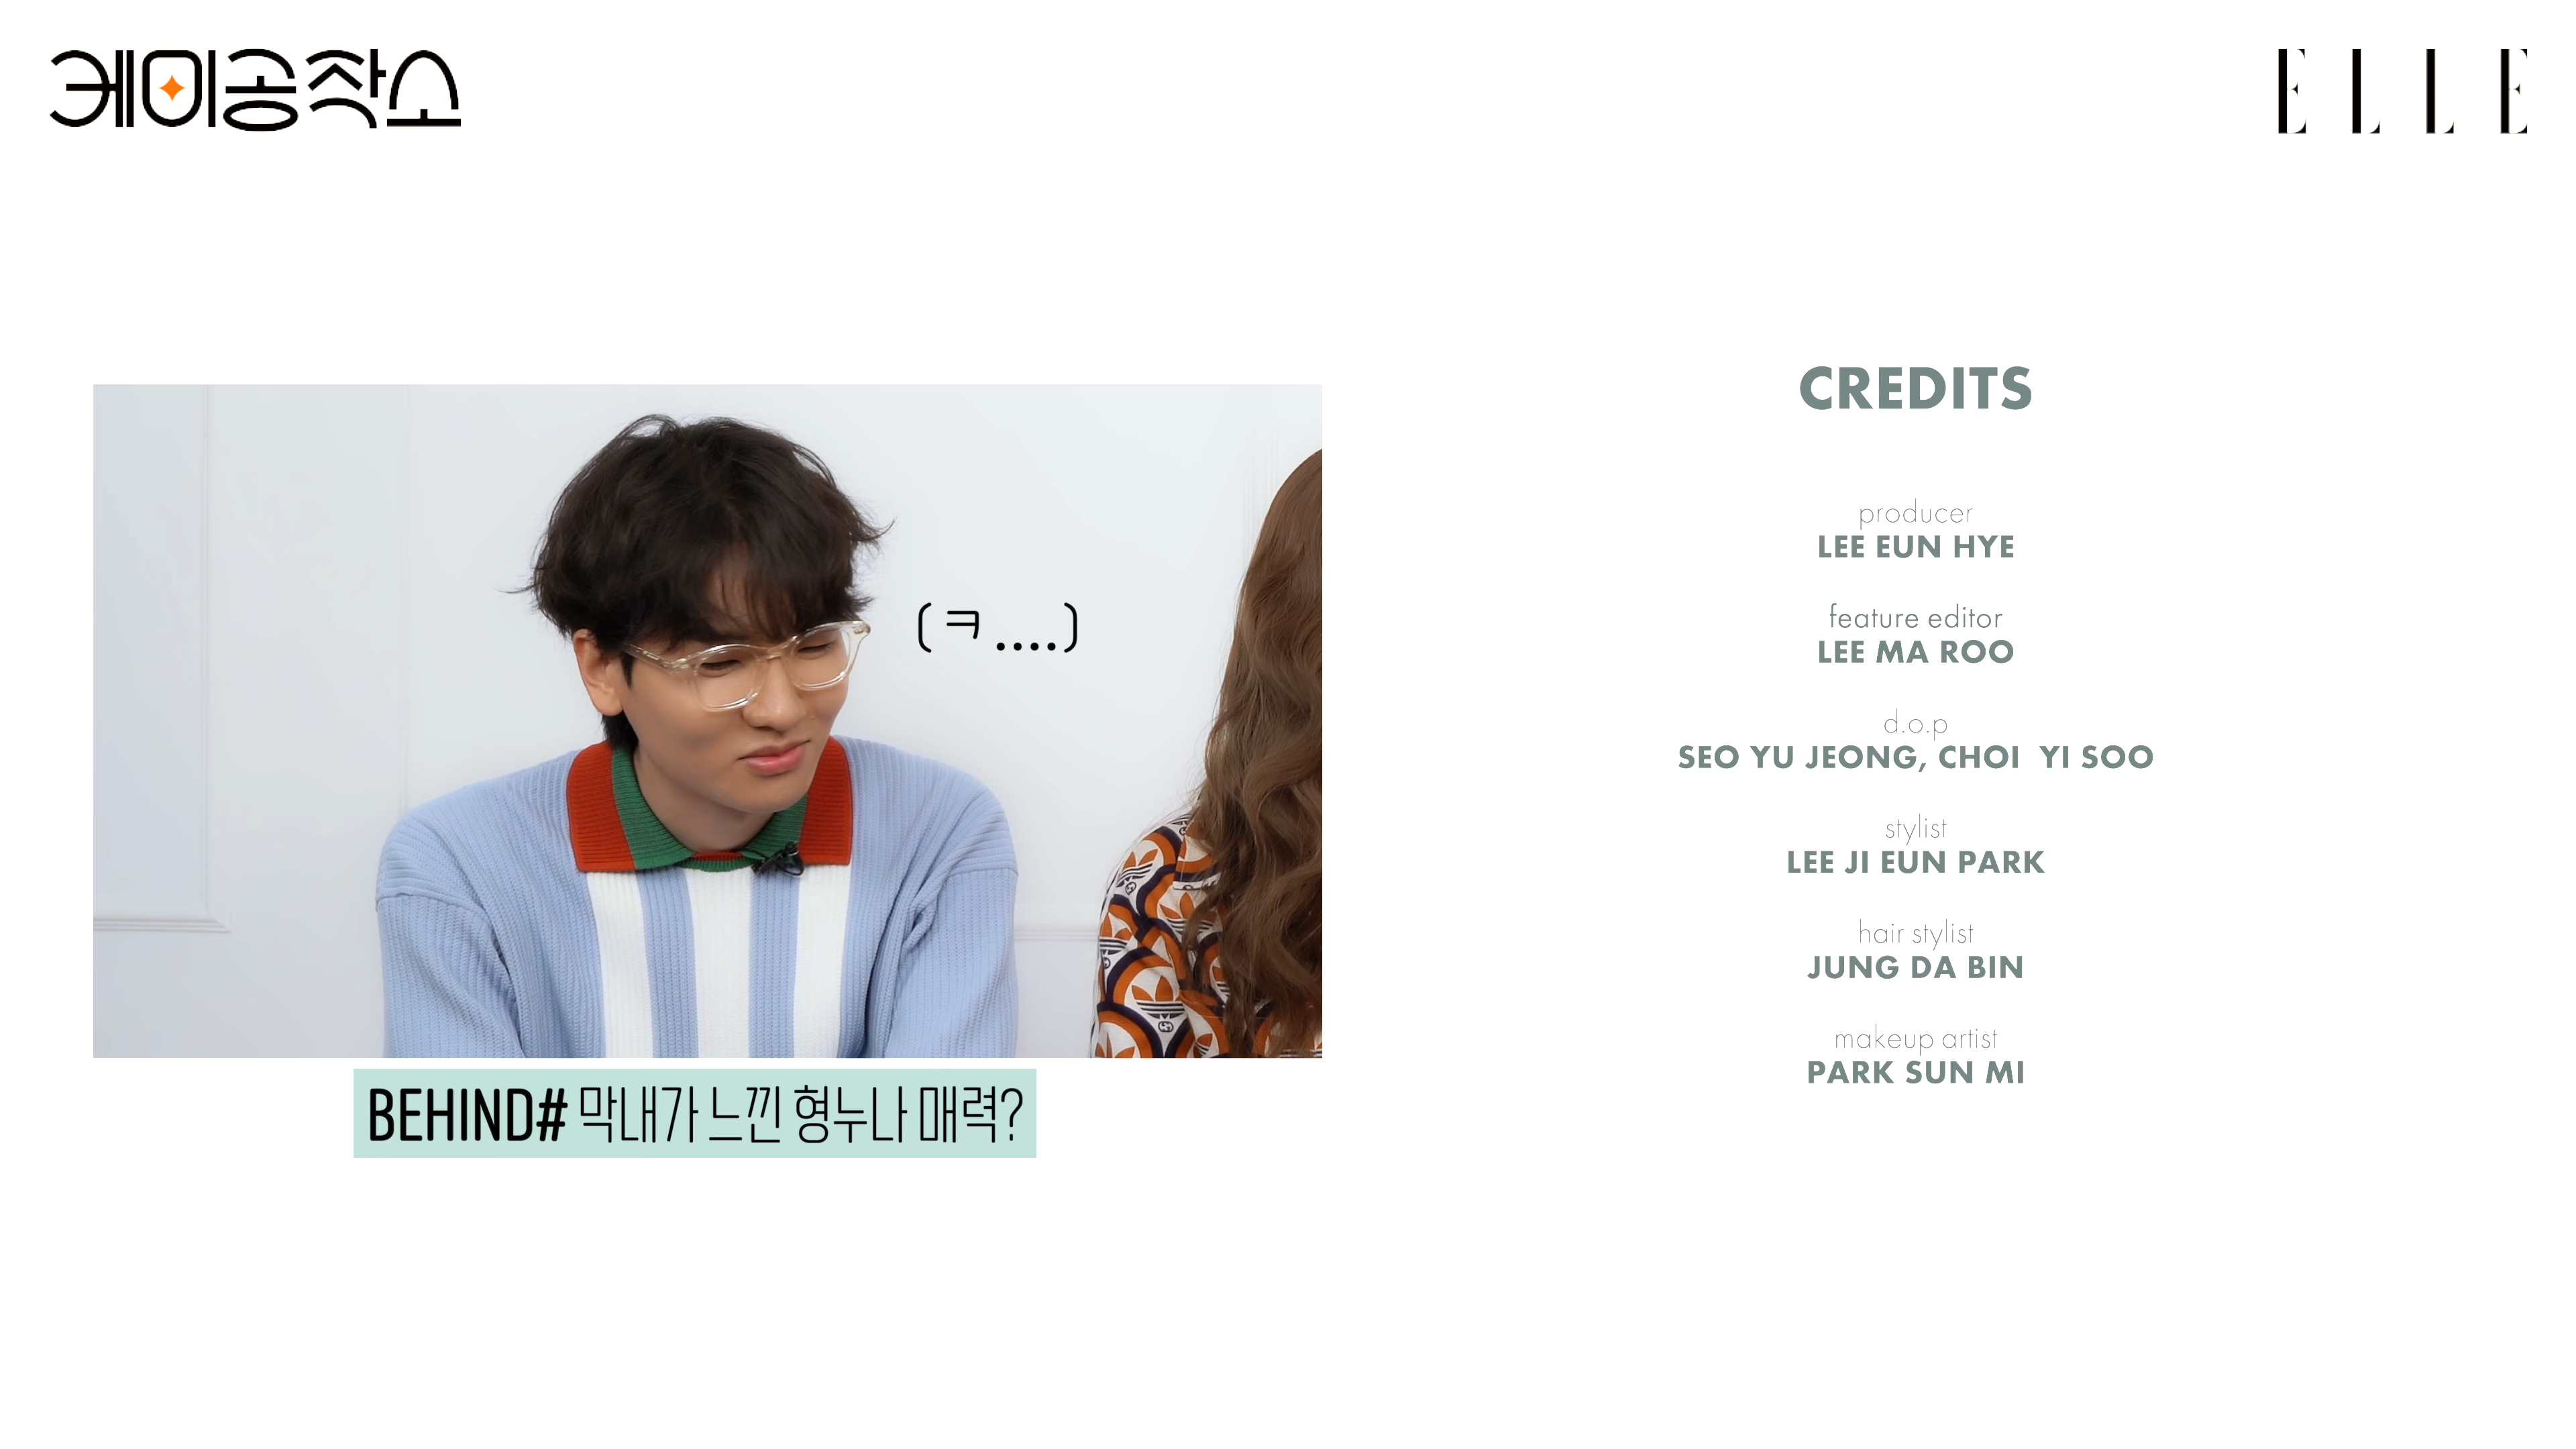 케미공작소
ELLE
(ㅋ....)
BEHIND# 막내가 느낀 형누나 매력?
CREDITS
producer
LEE EUN HYE
feature editor
LEE MA ROO
d.o.p
SEO YU JEONG, CHOI  YI SOO
stylist
LEE JI EUN PARK
hair stylist
JUNG DA BIN
makeup artist
PARK SUN MI